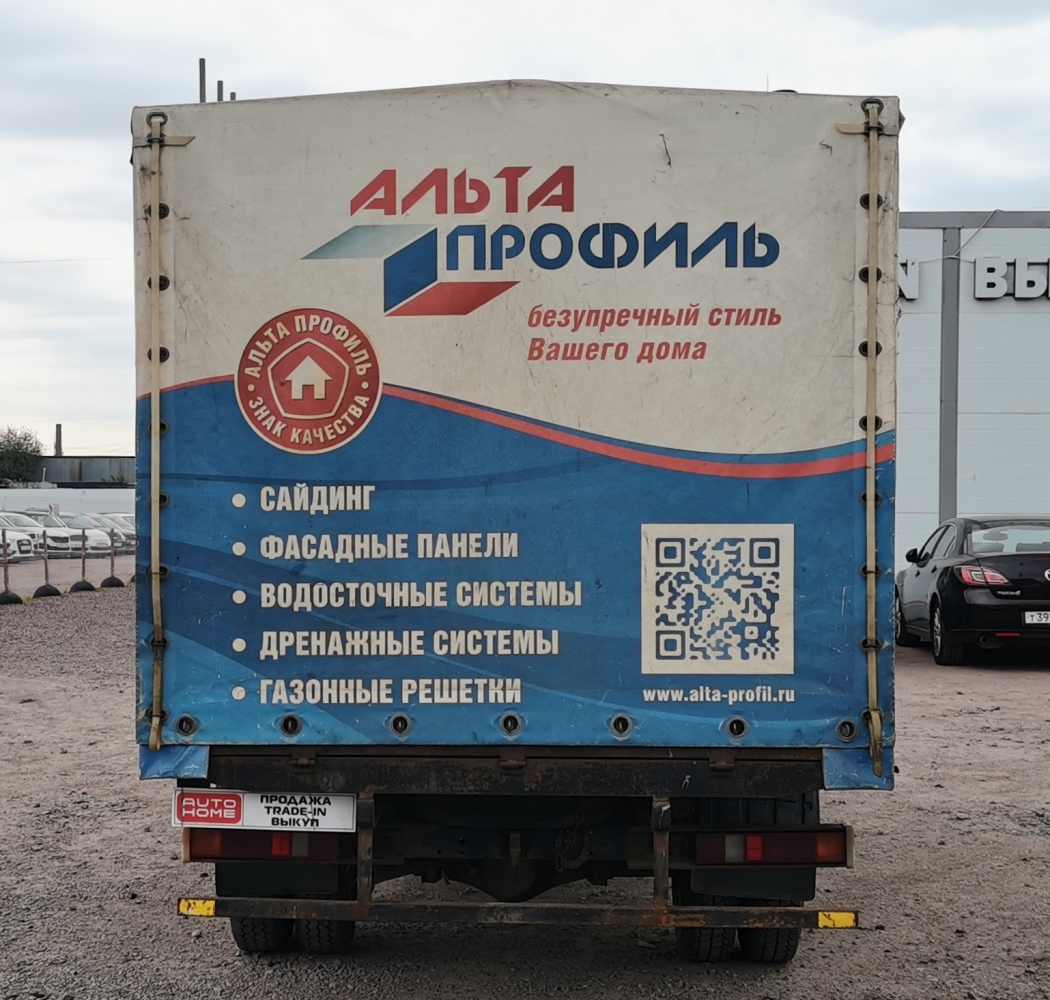 АЛЬТА
ПРОФИЛЬ
безупречный стиль
Вашего дома
АЛЬТА ПРОФИЛЬ
ЗНАК КАЧЕСТВА
САЙДИНГ
ФАСАДНЫЕ ПАНЕЛИ
ВОДОСТОЧНЫЕ СИСТЕМЫ
ДРЕНАЖНЫЕ СИСТЕМЫ
ГАЗОННЫЕ РЕШЕТКИ
www.alta-profil.ru
AUTO
HOME
ПРОДАЖА
TRADE-IN
ВЫКУП